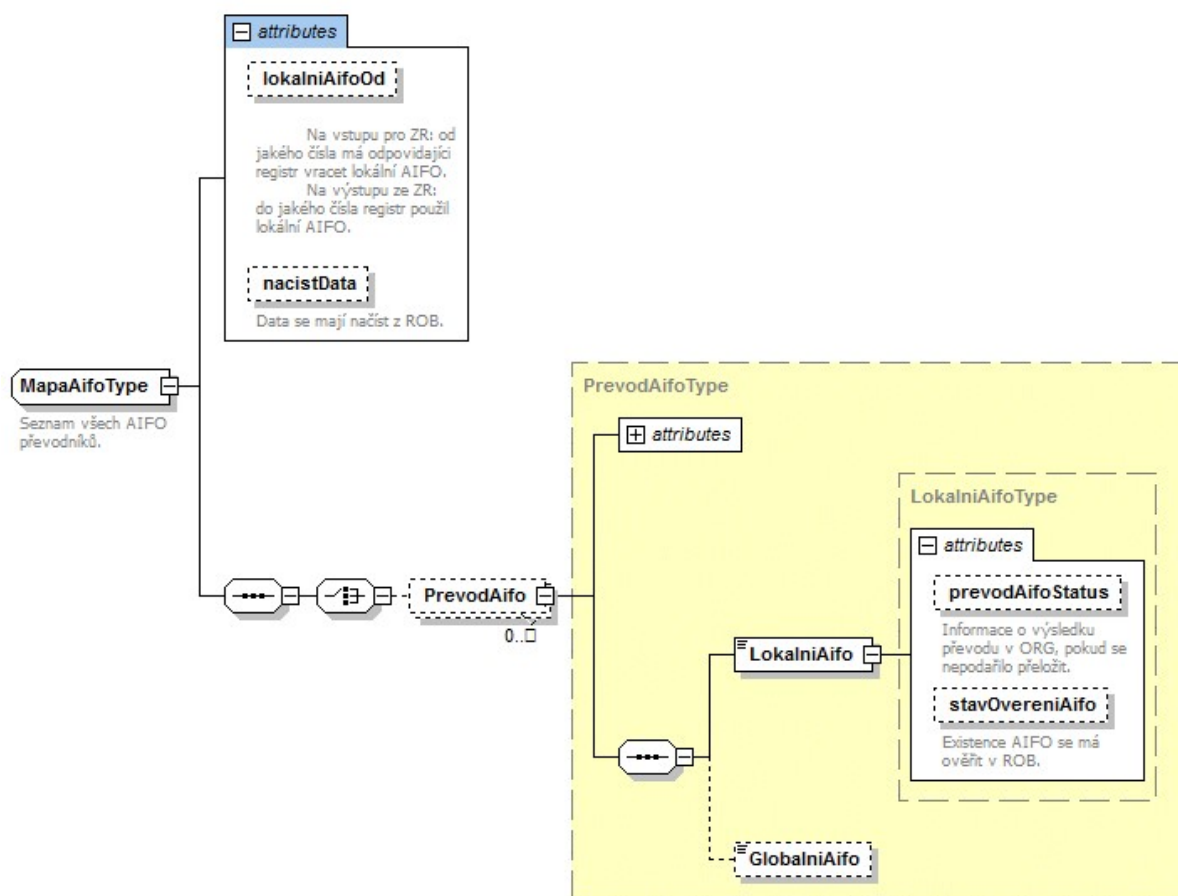 attributes
lokalniAifoOd
Na vstupu pro ZR: od
jakého čísla má odpovidajíci
registr vracet lokální AIFO.
Na výstupu ze ZR:
do jakého čísla registr použil
lokální AIFO.
nacistData
Data se mají načíst z ROB.
MapaAifoType
Seznam všech AIFO
převodníků.
PrevodAifo
0..□
PrevodAifoType
attributes
LokalniAifoType
attributes
prevodAifoStatus
Informace o výsledku
převodu v ORG, pokud se
nepodařilo přeložit.
stavOvereniAifo
Existence AIFO se má
ověřit v ROB.
LokalniAifo
GlobalniAifo